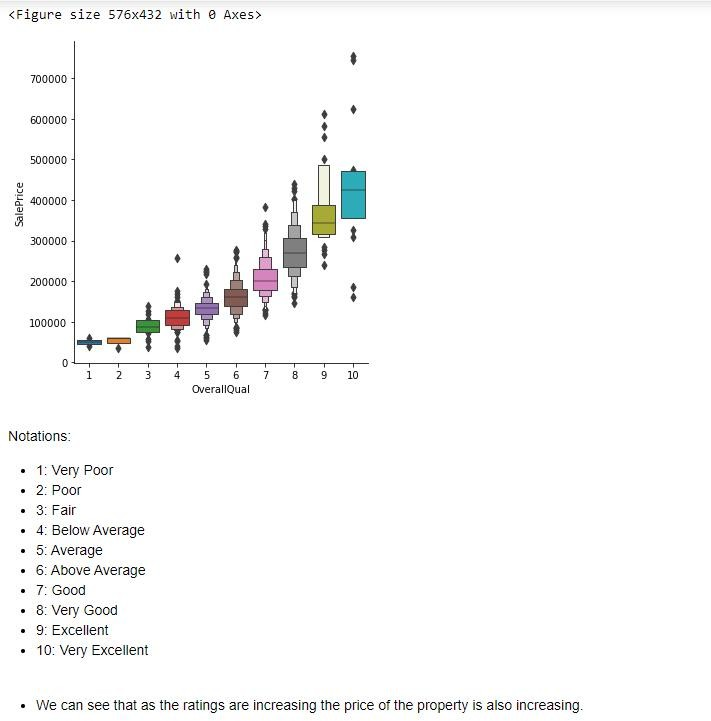 <Figure size 576x432 with 0 Axes>
700000
600000
500000
400000
300000
200000
100000
0
SalePrice
1 2 3 4 5 6 7 8 9 10
OverallQual
Notations:
• 1: Very Poor
• 2: Poor
• 3: Fair
• 4: Below Average
• 5: Average
• 6: Above Average
• 7: Good
• 8: Very Good
• 9: Excellent
• 10: Very Excellent
• We can see that as the ratings are increasing the price of the property is also increasing.